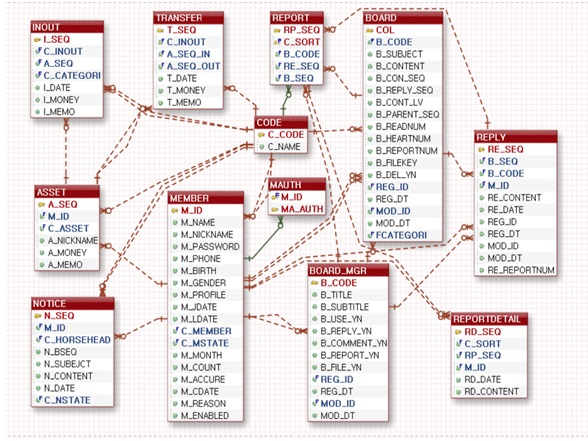 INOUT
I_SEQ
C_INOUT
A_SEQ
C_CATEGORI
I_DATE
I_MONEY
I_MEMO
TRANSFER
T_SEQ
C_INOUT
A_SEQ_IN
A_SEQ_OUT
T_DATE
T_MONEY
T_MEMO
REPORT
RP_SEQ
C_SORT
B_CODE
RE_SEQ
B_SEQ
BOARD
COL
B_CODE
B_SUBJECT
B_CONTENT
B_CON_SEQ
B_REPLY_SEQ
B_CONT_LV
B_PARENT_SEQ
B_READNUM
B_HEARTNUM
B_REPORTNUM
B_FILEKEY
B_DEL_YN
REG_ID
REG_DT
MOD_ID
MOD_DT
FCATEGORI
CODE
C_CODE
C_NAME
REPLY
RE_SEQ
B_SEQ
B_CODE
M_ID
RE_CONTENT
RE_DATE
REG_ID
REG_DT
MOD_ID
MOD_DT
RE_REPORTNUM
ASSET
A_SEQ
M_ID
C_ASSET
A_NICKNAME
A_MONEY
A_MEMO
MEMBER
M_ID
M_NAME
M_NICKNAME
M_PASSWORD
M_PHONE
M_BIRTH
M_GENDER
M_PROFILE
M_JDATE
M_LDATE
C_MEMBER
C_MSTATE
M_MONTH
M_COUNT
M_ACCURE
M_CDATE
M_REASON
M_ENABLED
MAUTH
M_ID
MA_AUTH
BOARD_MGR
B_CODE
B_TITLE
B_SUBTITLE
B_USE_YN
B_REPLY_YN
B_COMMENT_YN
B_REPORT_YN
B_FILE_YN
REG_ID
REG_DT
MOD_ID
MOD_DT
NOTICE
N_SEQ
M_ID
C_HORSEHEAD
N_BSEQ
N_SUBEJCT
N_CONTENT
N_DATE
C_NSTATE
REPORTDETAIL
RD_SEQ
C_SORT
RP_SEQ
M_ID
RD_DATE
RD_CONTENT